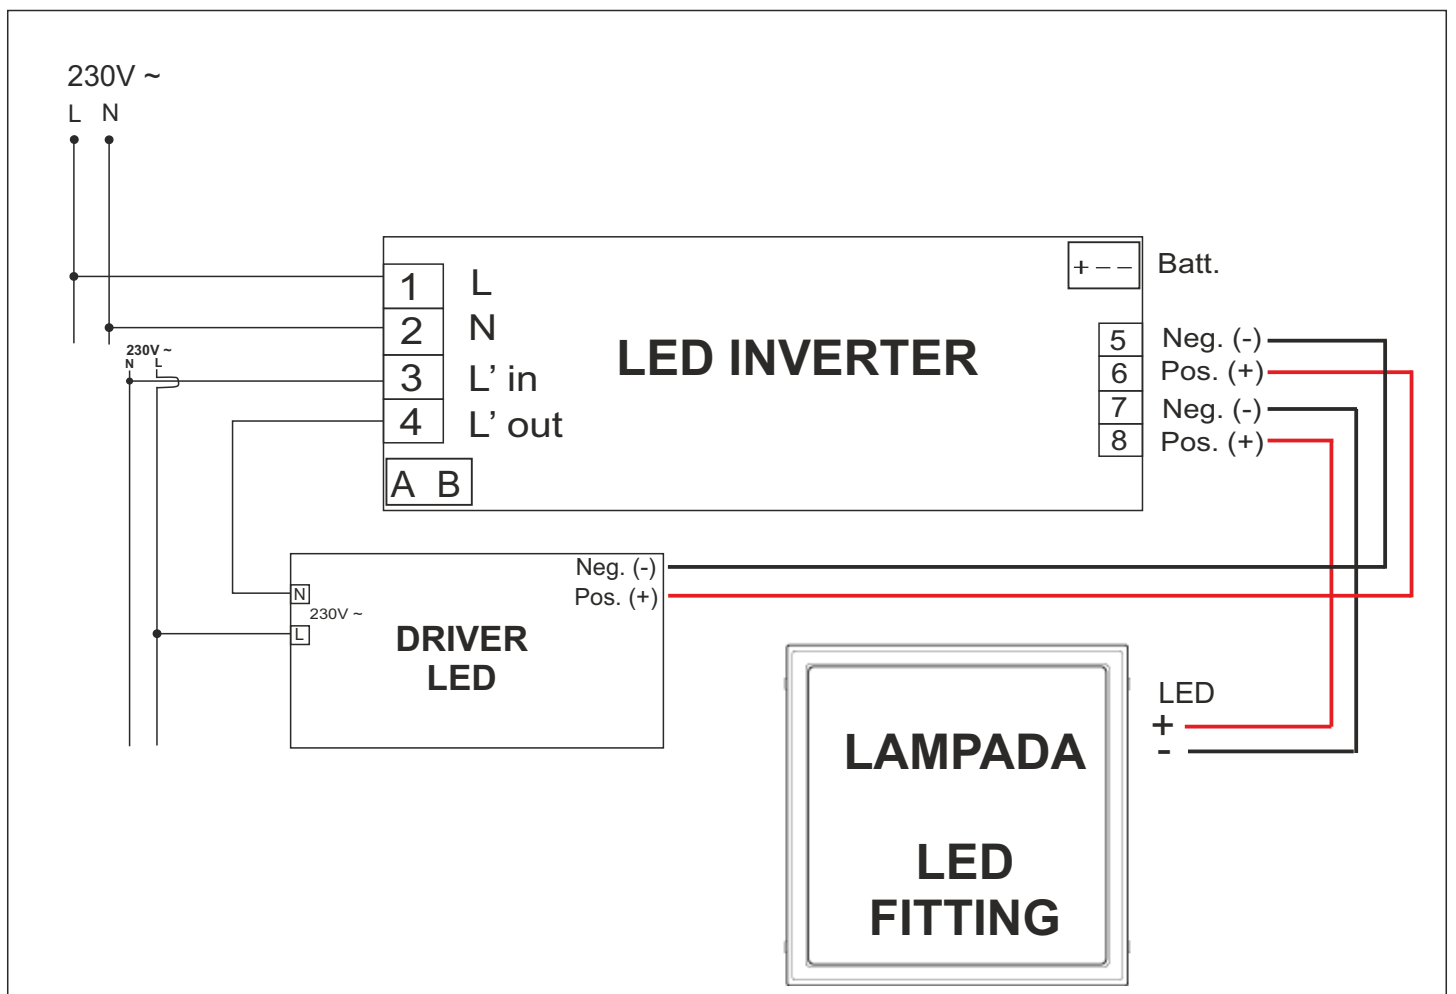 230V ~
L N
1 L
2 N
3 L’ in
4 L’ out
A B
230V ~
N L
LED INVERTER
+ - - Batt.
5 Neg. (-)
6 Pos. (+)
7 Neg. (-)
8 Pos. (+)
Neg. (-)
Pos. (+)
N
230V ~
L
DRIVER
LED
LED
+
-
LAMPADA
LED
FITTING